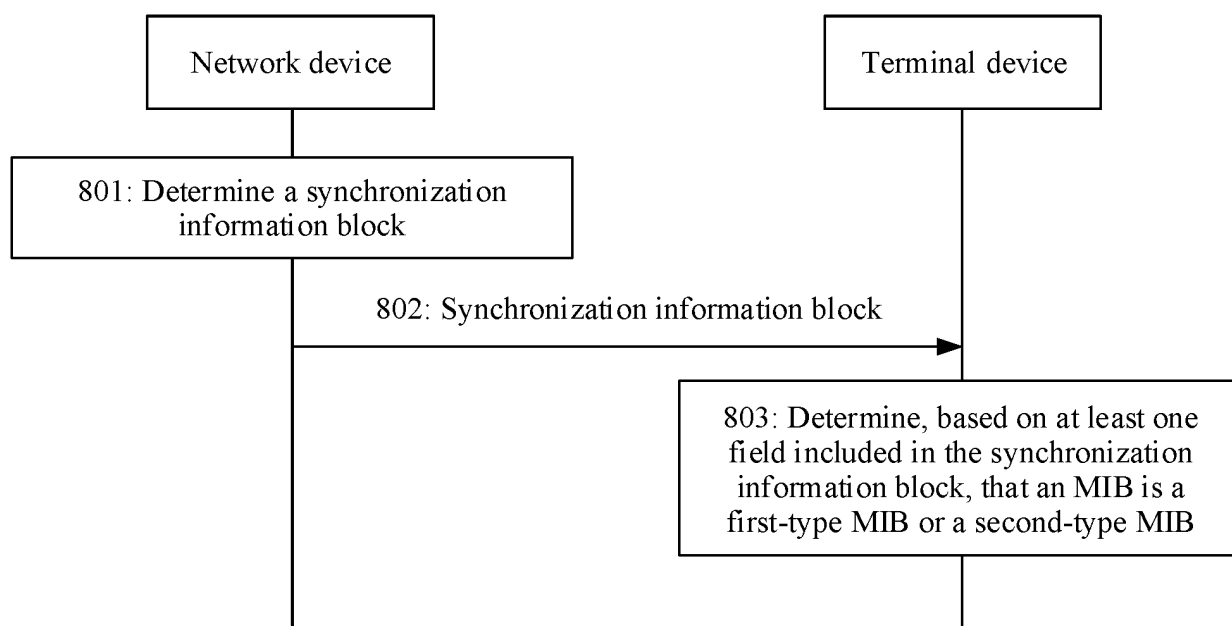 Network device
Terminal device
801: Determine a synchronization
information block
802: Synchronization information block
803: Determine, based on at least one
field included in the synchronization
information block, that an MIB is a
first-type MIB or a second-type MIB